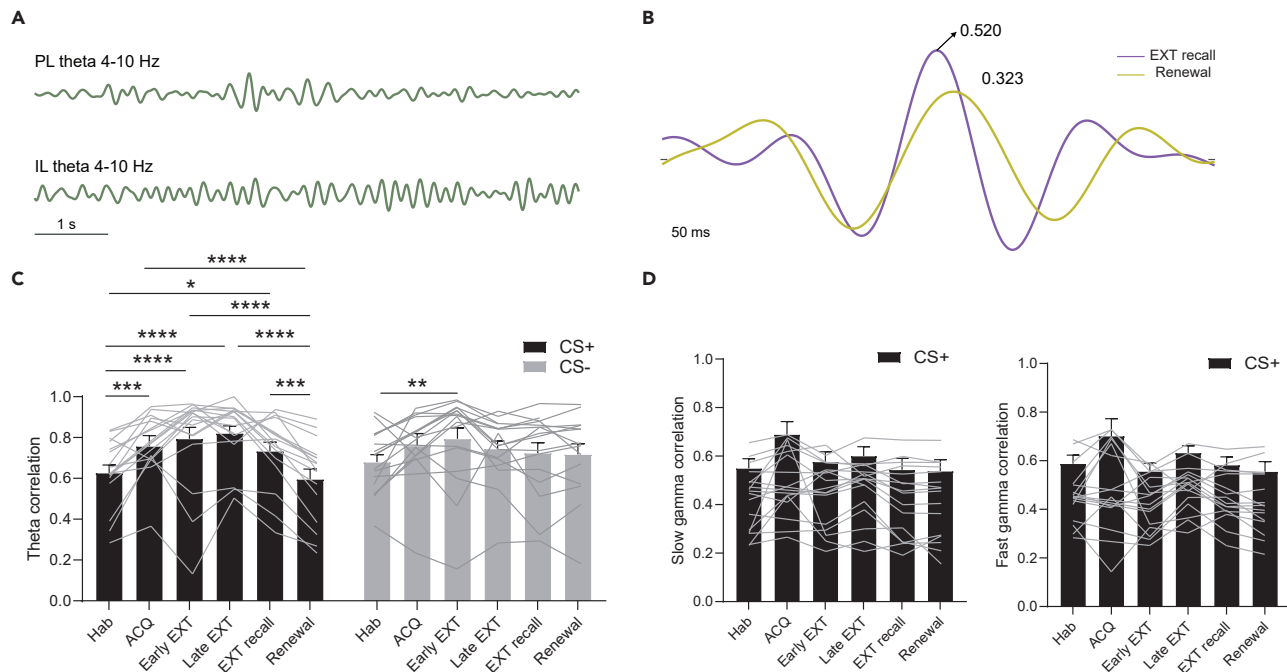 A
PL theta 4-10 Hz
IL theta 4-10 Hz
1 s
B
0.520
0.323
EXT recall
Renewal
50 ms
C
****
*
****
**** ****
****
*** ***
CS+
CS-
**
Theta correlation
1.0
0.8
0.6
0.4
0.2
0.0
Hab
ACQ
Early EXT
Late EXT
EXT recall
Renewal
Hab
ACQ
Early EXT
Late EXT
EXT recall
Renewal
D
CS+
Slow gamma correlation
1.0
0.8
0.6
0.4
0.2
0.0
Hab
ACQ
Early EXT
Late EXT
EXT recall
Renewal
CS+
Fast gamma correlation
1.0
0.8
0.6
0.4
0.2
0.0
Hab
ACQ
Early EXT
Late EXT
EXT recall
Renewal